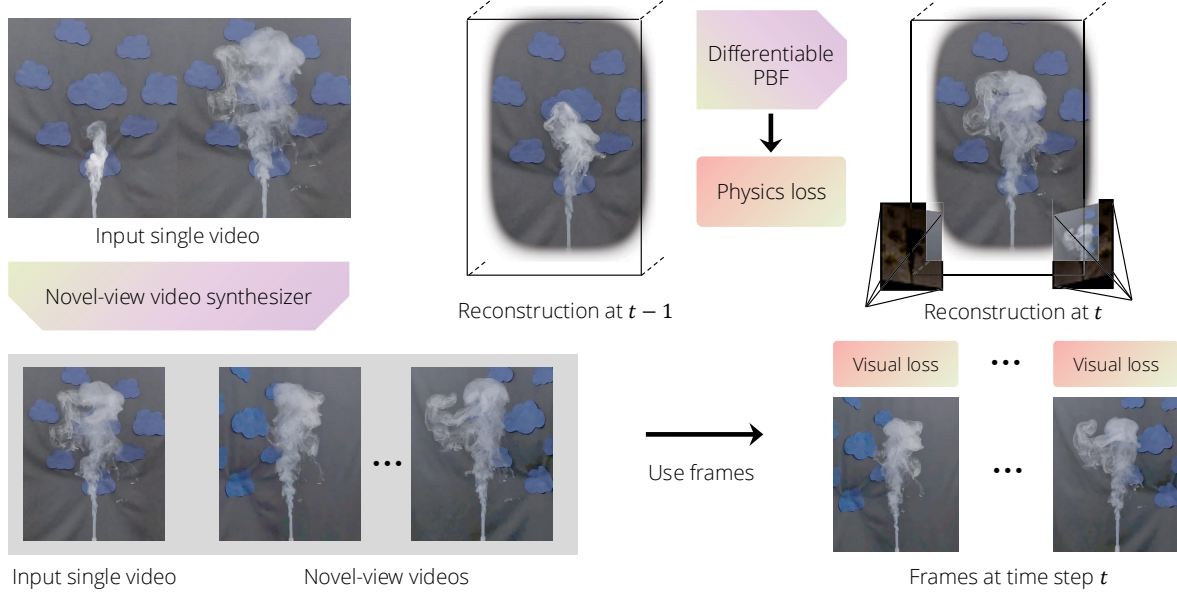 Input single video
Novel-view video synthesizer
Differentiable
PBF
Physics loss
Reconstruction at t − 1
Reconstruction at t
Visual loss
...
Visual loss
...
Input single video
Novel-view videos
Use frames
...
Frames at time step t